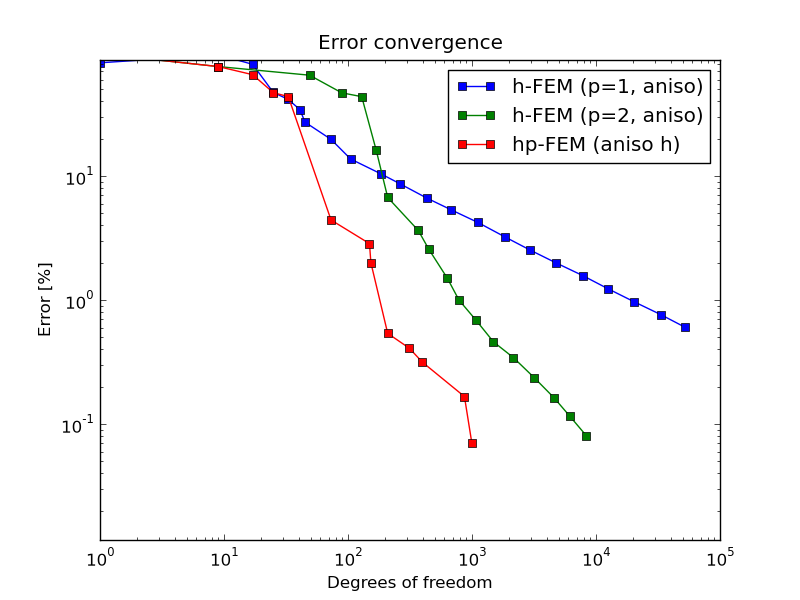 Error convergence
h-FEM (p=1, aniso)
h-FEM (p=2, aniso)
hp-FEM (aniso h)
Error [%]
10^1
10^0
10^-1
10^0 10^1 10^2 10^3 10^4 10^5
Degrees of freedom